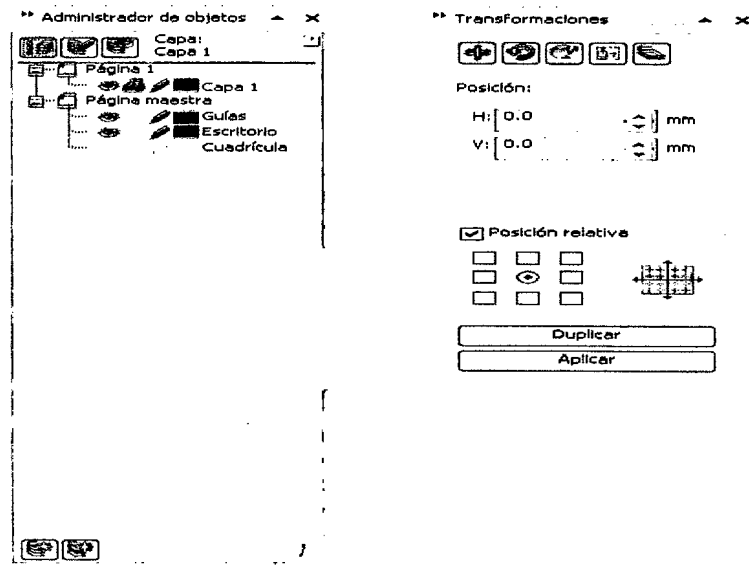 Administrador de objetos
Capa:
Capa 1
Página 1
Capa 1
Página maestra
Guías
Escritorio
Cuadrícula
Transformaciones
Posición:
H: 0.0 mm
V: 0.0 mm
Posición relativa
Duplicar
Aplicar